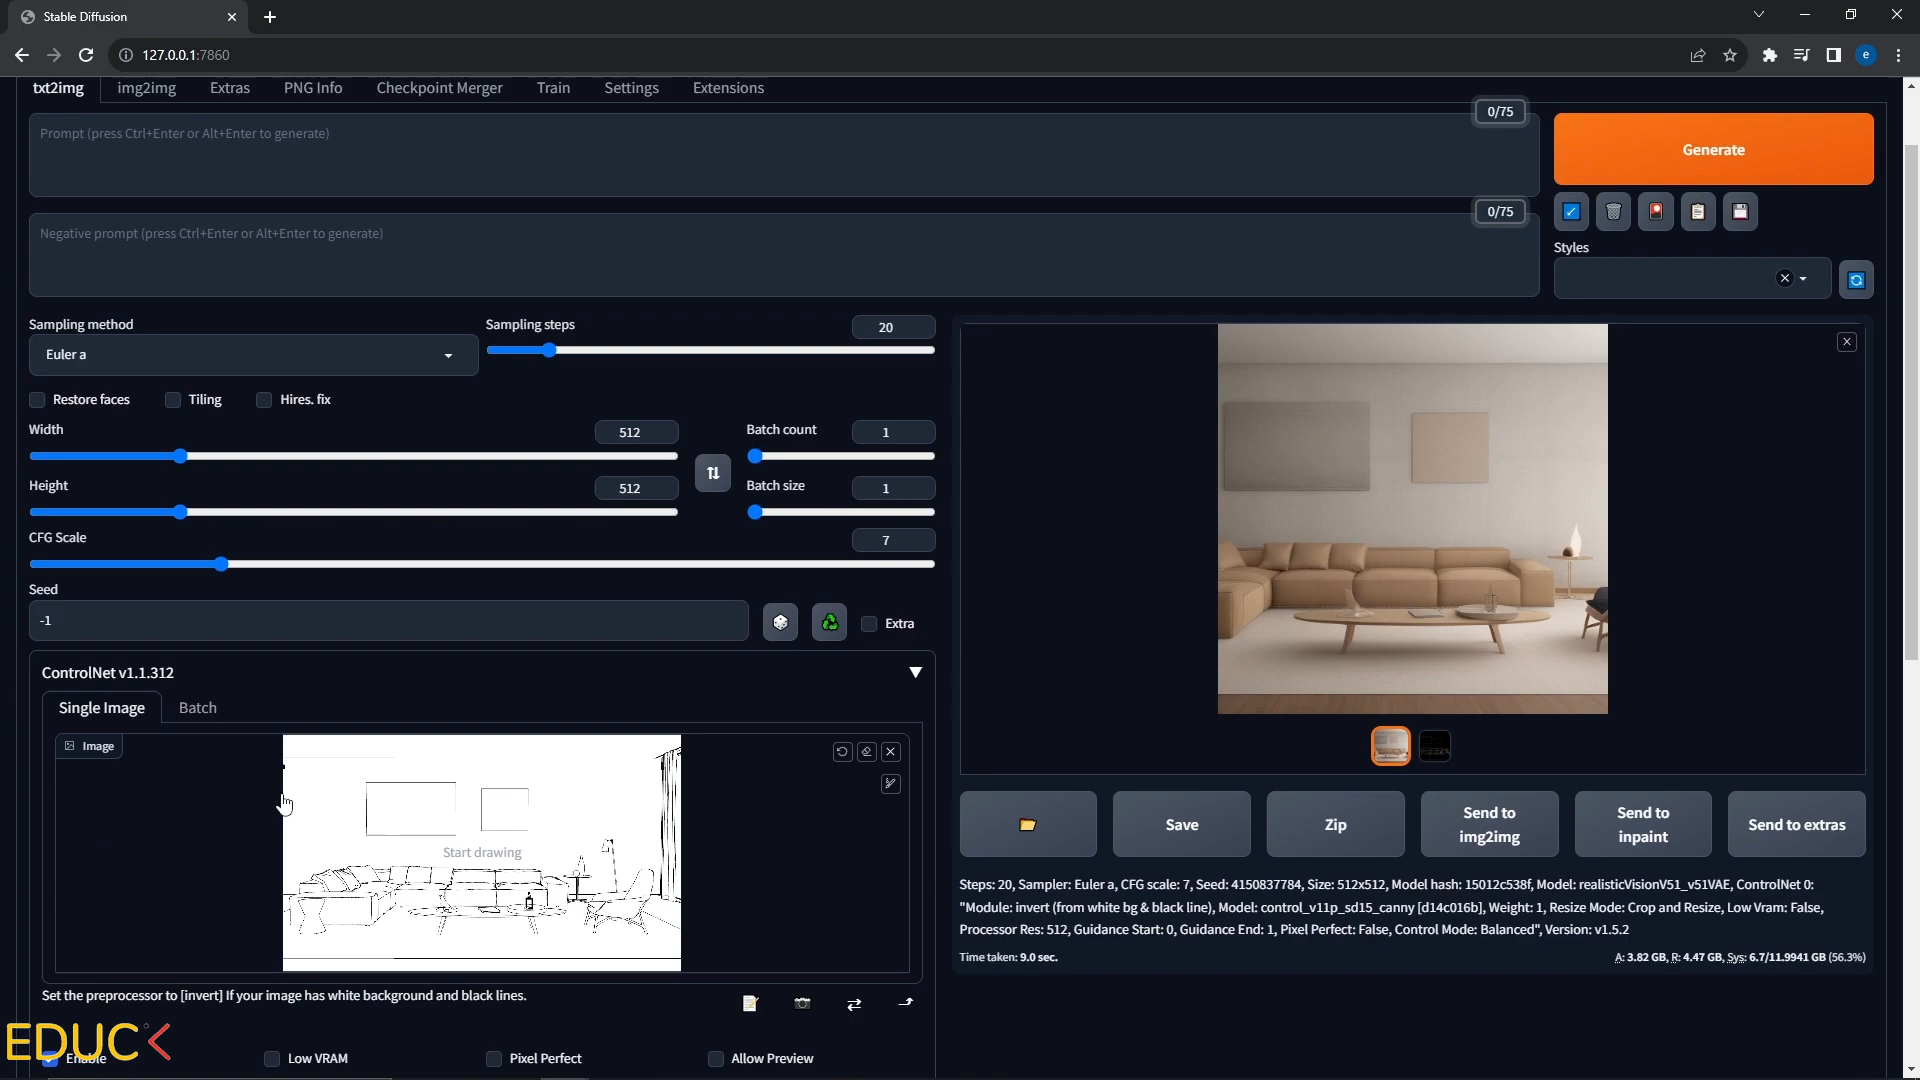 Stable Diffusion
127.0.0.1:7860
e
txt2img img2img Extras PNG Info Checkpoint Merger Train Settings Extensions
0/75
Prompt (press Ctrl+Enter or Alt+Enter to generate)
Generate
0/75
Negative prompt (press Ctrl+Enter or Alt+Enter to generate)
Styles
Sampling method
Euler a
Sampling steps
20
Restore faces Tiling Hires. fix
Width
512
Batch count
1
Height
512
Batch size
1
CFG Scale
7
Seed
-1
Extra
ControlNet v1.1.312
Single Image Batch
Image
Start drawing
Set the preprocessor to [invert] If your image has white background and black lines.
Enable Low VRAM Pixel Perfect Allow Preview
EDUC
Save
Zip
Send to
img2img
Send to
inpaint
Send to extras
Steps: 20, Sampler: Euler a, CFG scale: 7, Seed: 4150837784, Size: 512x512, Model hash: 15012c538f, Model: realisticVisionV51_v51VAE, ControlNet 0:
"Module: invert (from white bg & black line), Model: control_v11p_sd15_canny [d14c016b], Weight: 1, Resize Mode: Crop and Resize, Low Vram: False,
Processor Res: 512, Guidance Start: 0, Guidance End: 1, Pixel Perfect: False, Control Mode: Balanced", Version: v1.5.2
Time taken: 9.0 sec.
A: 3.82 GB, R: 4.47 GB, Sys: 6.7/11.9941 GB (56.3%)